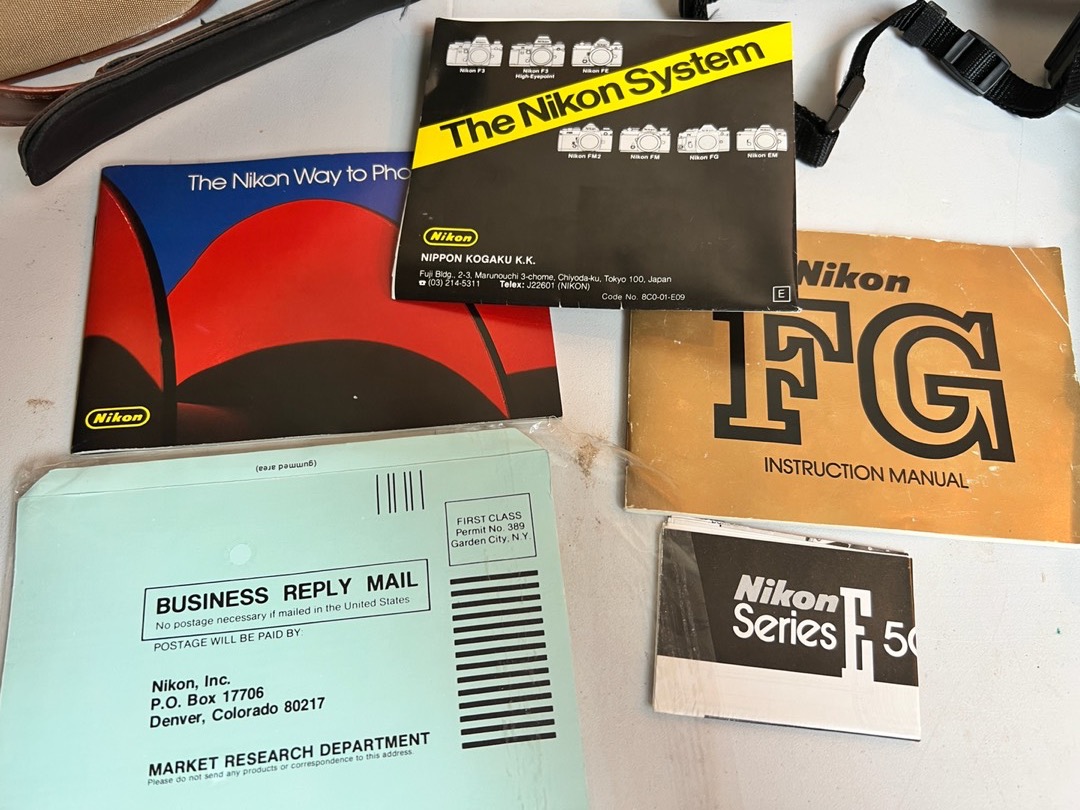 Nikon F3
Nikon F3
High-Eyepoint
Nikon FE
The Nikon System
Nikon FM2
Nikon FM
Nikon FG
Nikon EM
Nikon
NIPPON KOGAKU K.K.
Fuji Bldg., 2-3, Marunouchi 3-chome, Chiyoda-ku, Tokyo 100, Japan
☎ (03) 214-5311 Telex: J22601 (NIKON)
Code No. 8C0-01-E09
E
The Nikon Way to Pho
Nikon
Nikon
FG
INSTRUCTION MANUAL
(gummed area)
FIRST CLASS
Permit No. 389
Garden City, N.Y.
BUSINESS REPLY MAIL
No postage necessary if mailed in the United States
POSTAGE WILL BE PAID BY:
Nikon, Inc.
P.O. Box 17706
Denver, Colorado 80217
MARKET RESEARCH DEPARTMENT
Please do not send any products or correspondence to this address.
Nikon
Series E 50